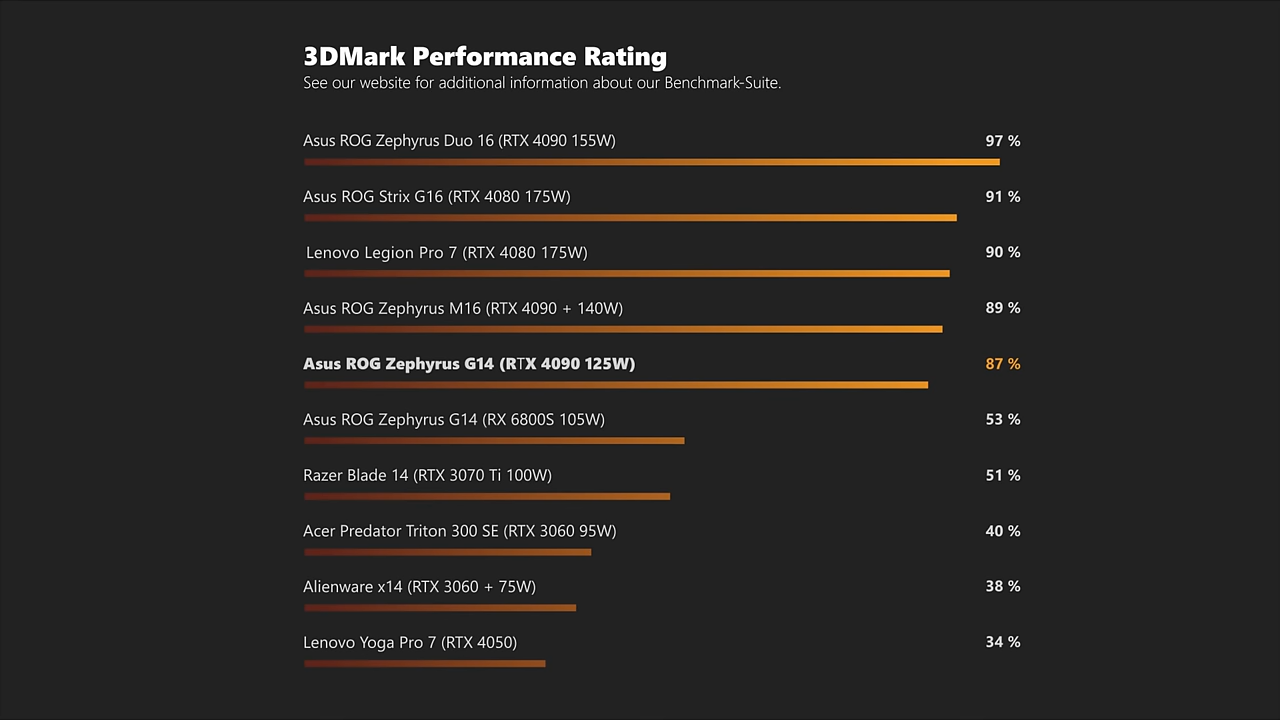 3DMark Performance Rating
See our website for additional information about our Benchmark-Suite.
Asus ROG Zephyrus Duo 16 (RTX 4090 155W) 97 %
Asus ROG Strix G16 (RTX 4080 175W) 91 %
Lenovo Legion Pro 7 (RTX 4080 175W) 90 %
Asus ROG Zephyrus M16 (RTX 4090 + 140W) 89 %
Asus ROG Zephyrus G14 (RTX 4090 125W) 87 %
Asus ROG Zephyrus G14 (RX 6800S 105W) 53 %
Razer Blade 14 (RTX 3070 Ti 100W) 51 %
Acer Predator Triton 300 SE (RTX 3060 95W) 40 %
Alienware x14 (RTX 3060 + 75W) 38 %
Lenovo Yoga Pro 7 (RTX 4050) 34 %